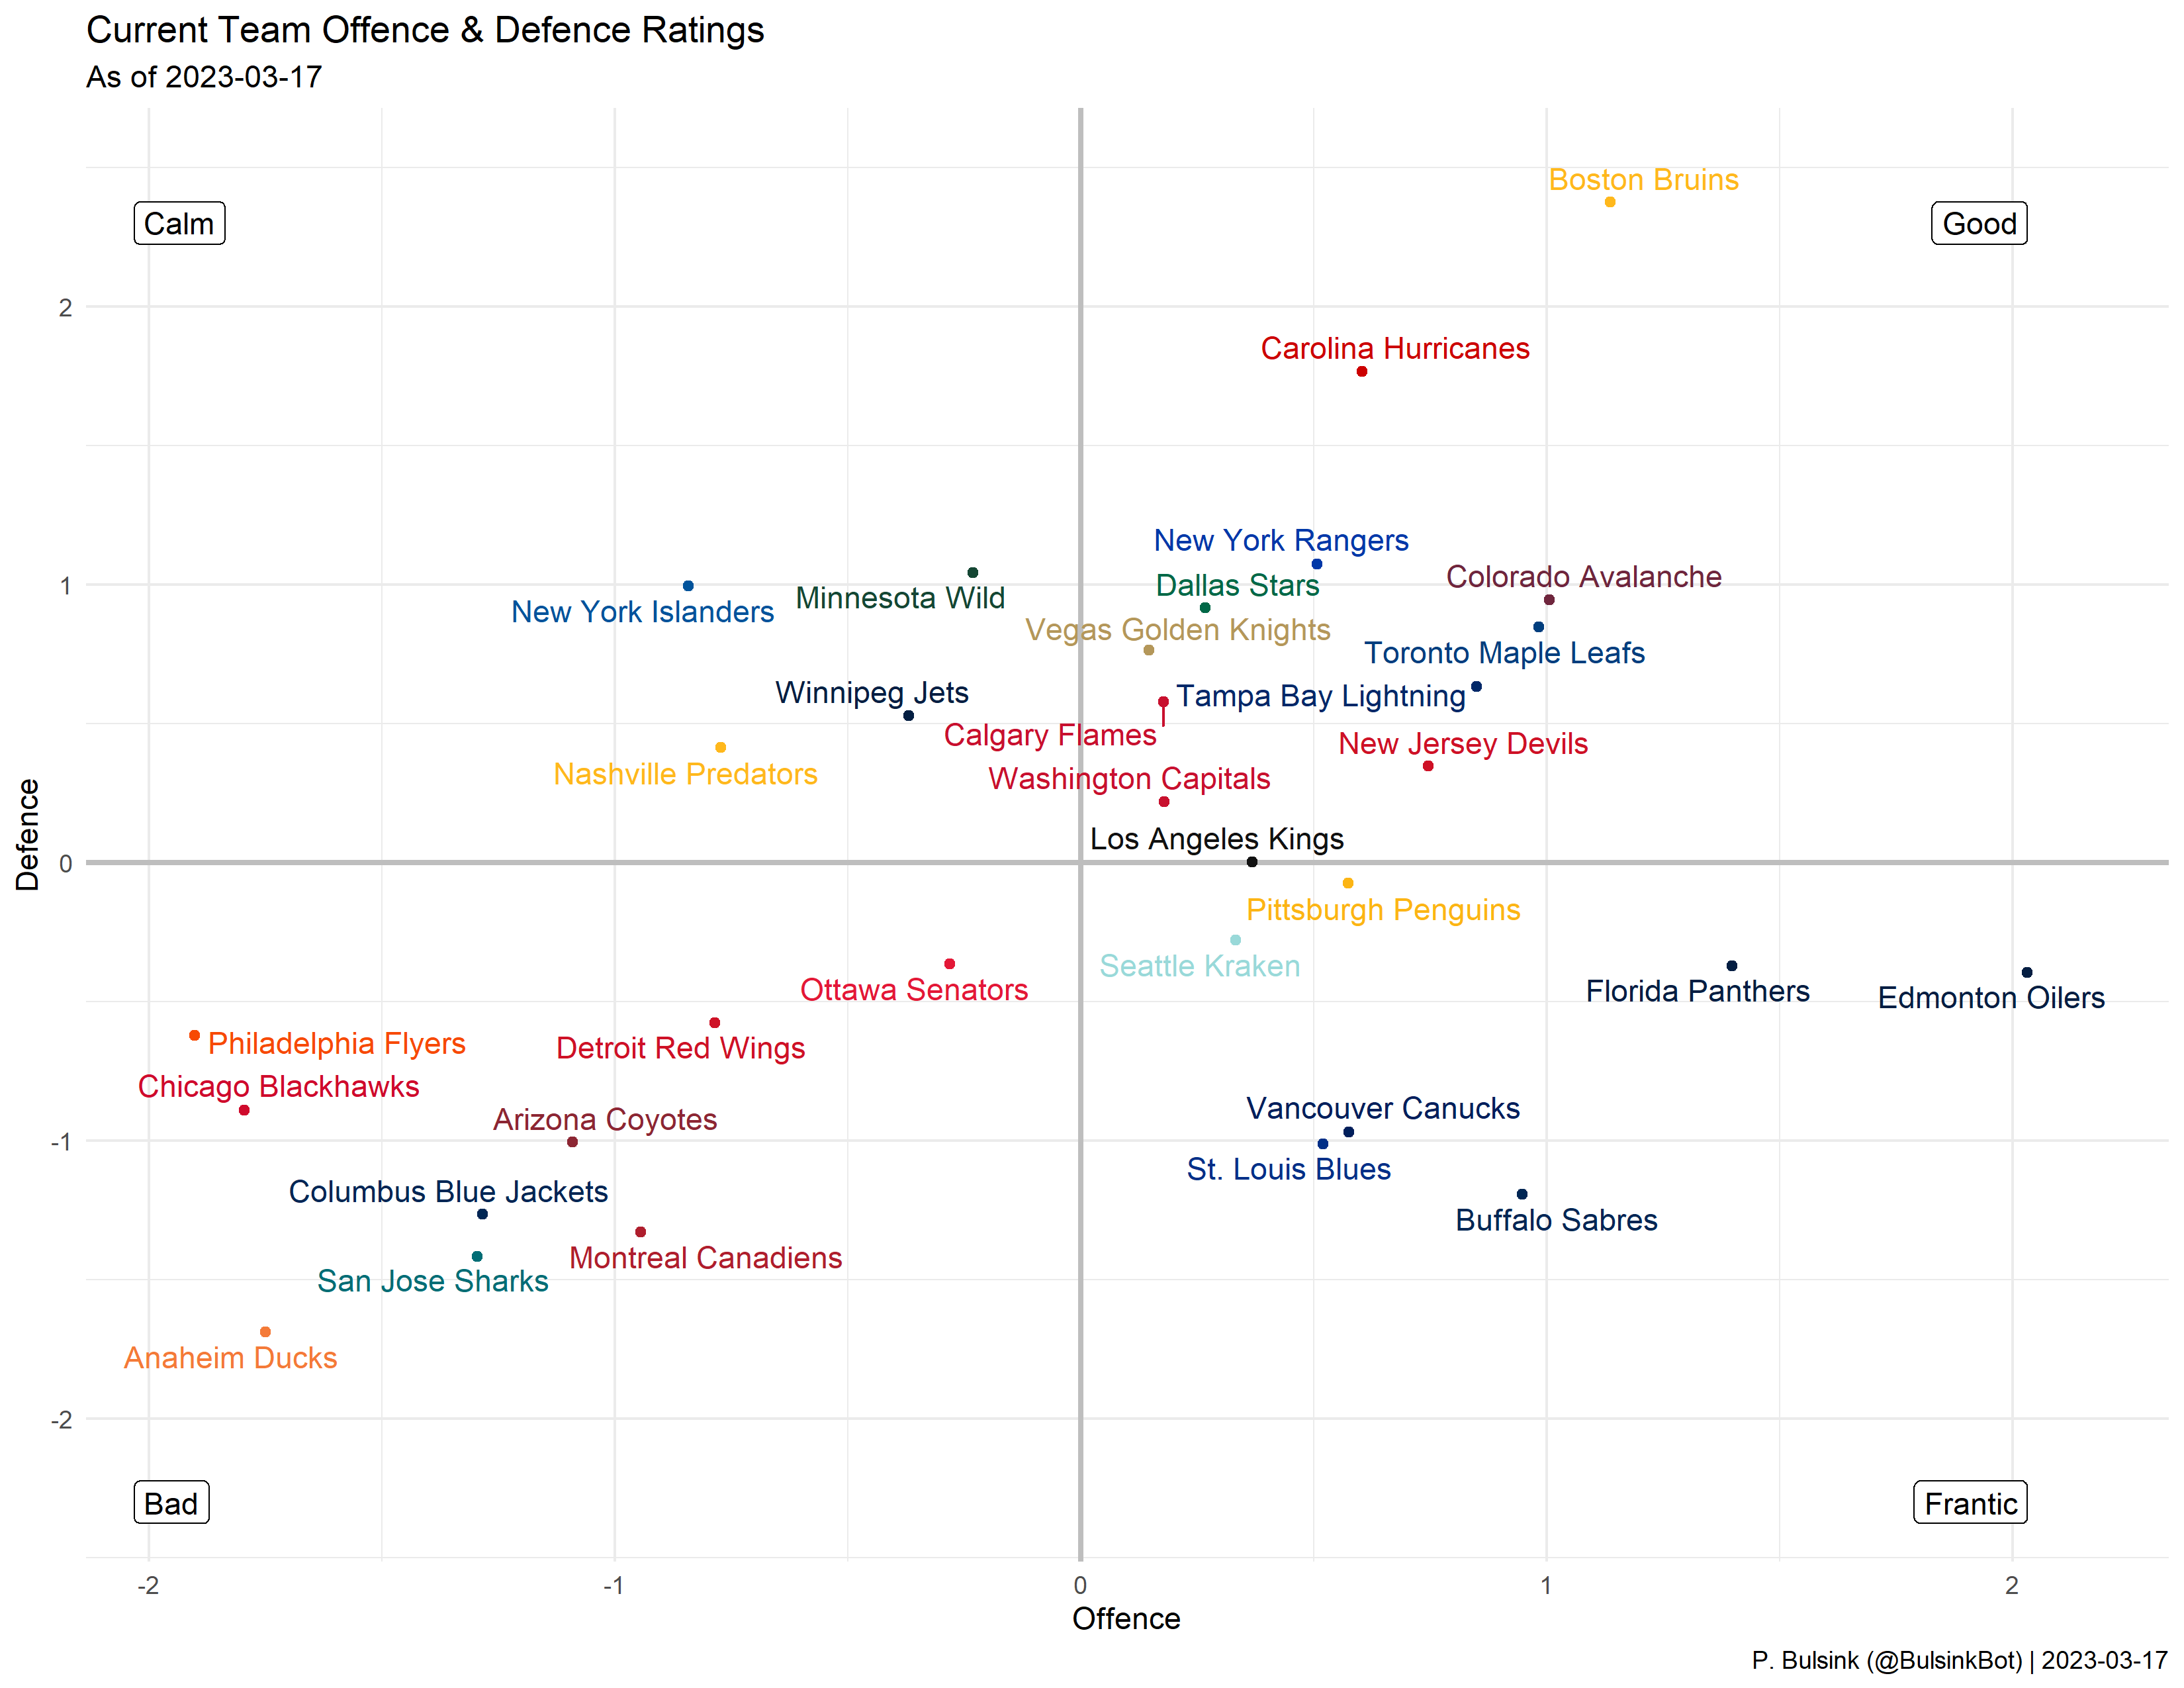 Current Team Offence & Defence Ratings
As of 2023-03-17
Boston Bruins
Calm
Good
2
Carolina Hurricanes
New York Rangers
Colorado Avalanche
1
Dallas Stars
Minnesota Wild
New York Islanders
Vegas Golden Knights
Toronto Maple Leafs
Winnipeg Jets
Tampa Bay Lightning
Calgary Flames
New Jersey Devils
Nashville Predators
Washington Capitals
Defence
Los Angeles Kings
0
Pittsburgh Penguins
Seattle Kraken
Ottawa Senators
Florida Panthers
Edmonton Oilers
Philadelphia Flyers
Detroit Red Wings
Chicago Blackhawks
Vancouver Canucks
Arizona Coyotes
-1
St. Louis Blues
Columbus Blue Jackets
Buffalo Sabres
Montreal Canadiens
San Jose Sharks
Anaheim Ducks
-2
Bad
Frantic
-2
-1
0
1
2
Offence
P. Bulsink (@BulsinkBot) | 2023-03-17